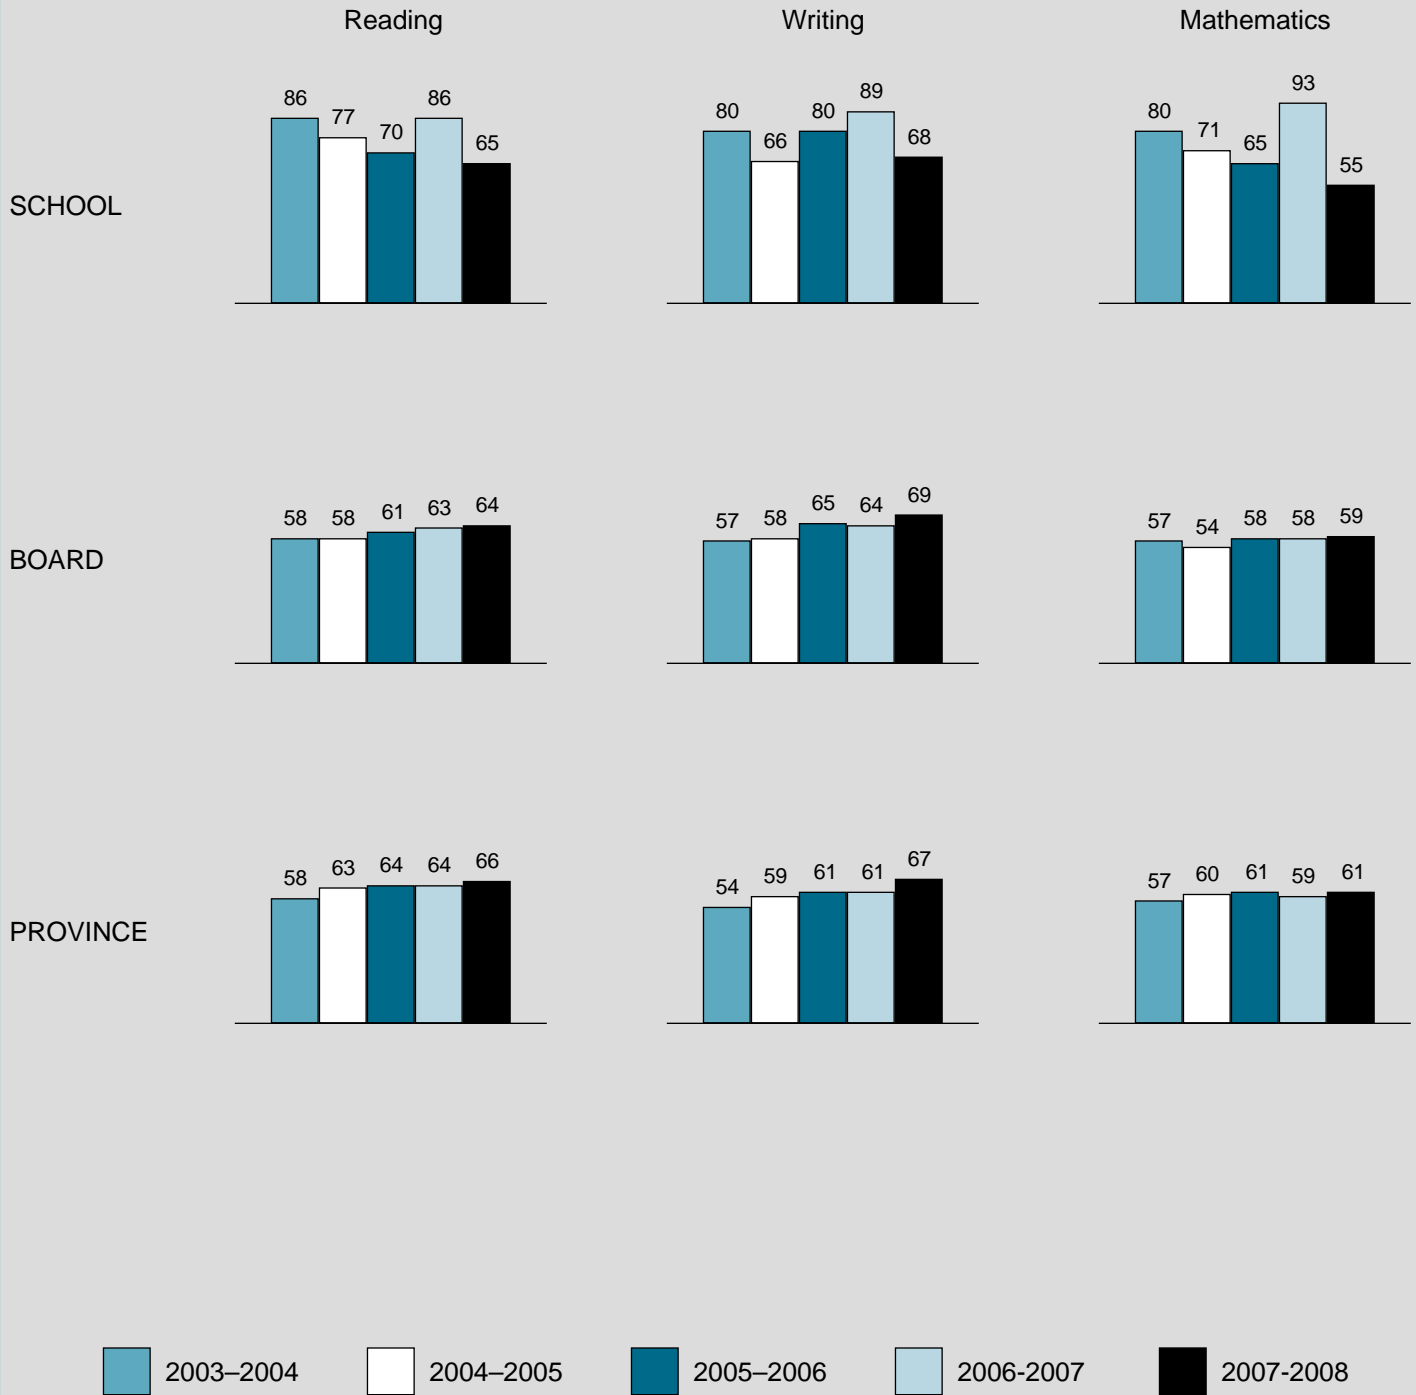 Reading Writing Mathematics
SCHOOL
86 77 70 86 65
80 66 80 89 68
80 71 65 93 55
BOARD
58 58 61 63 64
57 58 65 64 69
57 54 58 58 59
PROVINCE
58 63 64 64 66
54 59 61 61 67
57 60 61 59 61
2003–2004 2004–2005 2005–2006 2006-2007 2007-2008